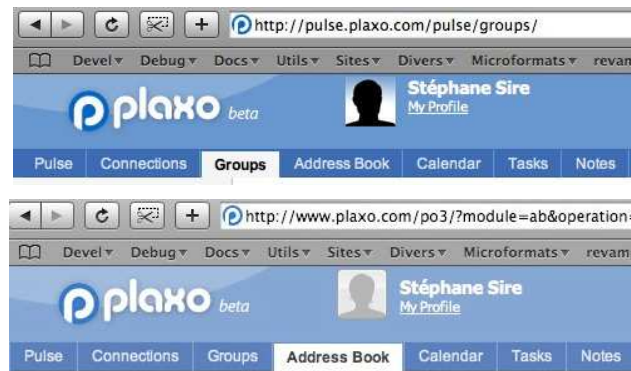 http://pulse.plaxo.com/pulse/groups/
Devel Debug Docs Utils Sites Divers Microformats revam
plaxo beta
Stéphane Sire
My Profile
Pulse Connections Groups Address Book Calendar Tasks Notes
http://www.plaxo.com/po3/?module=ab&operation=
Devel Debug Docs Utils Sites Divers Microformats revam
plaxo beta
Stéphane Sire
My Profile
Pulse Connections Groups Address Book Calendar Tasks Notes